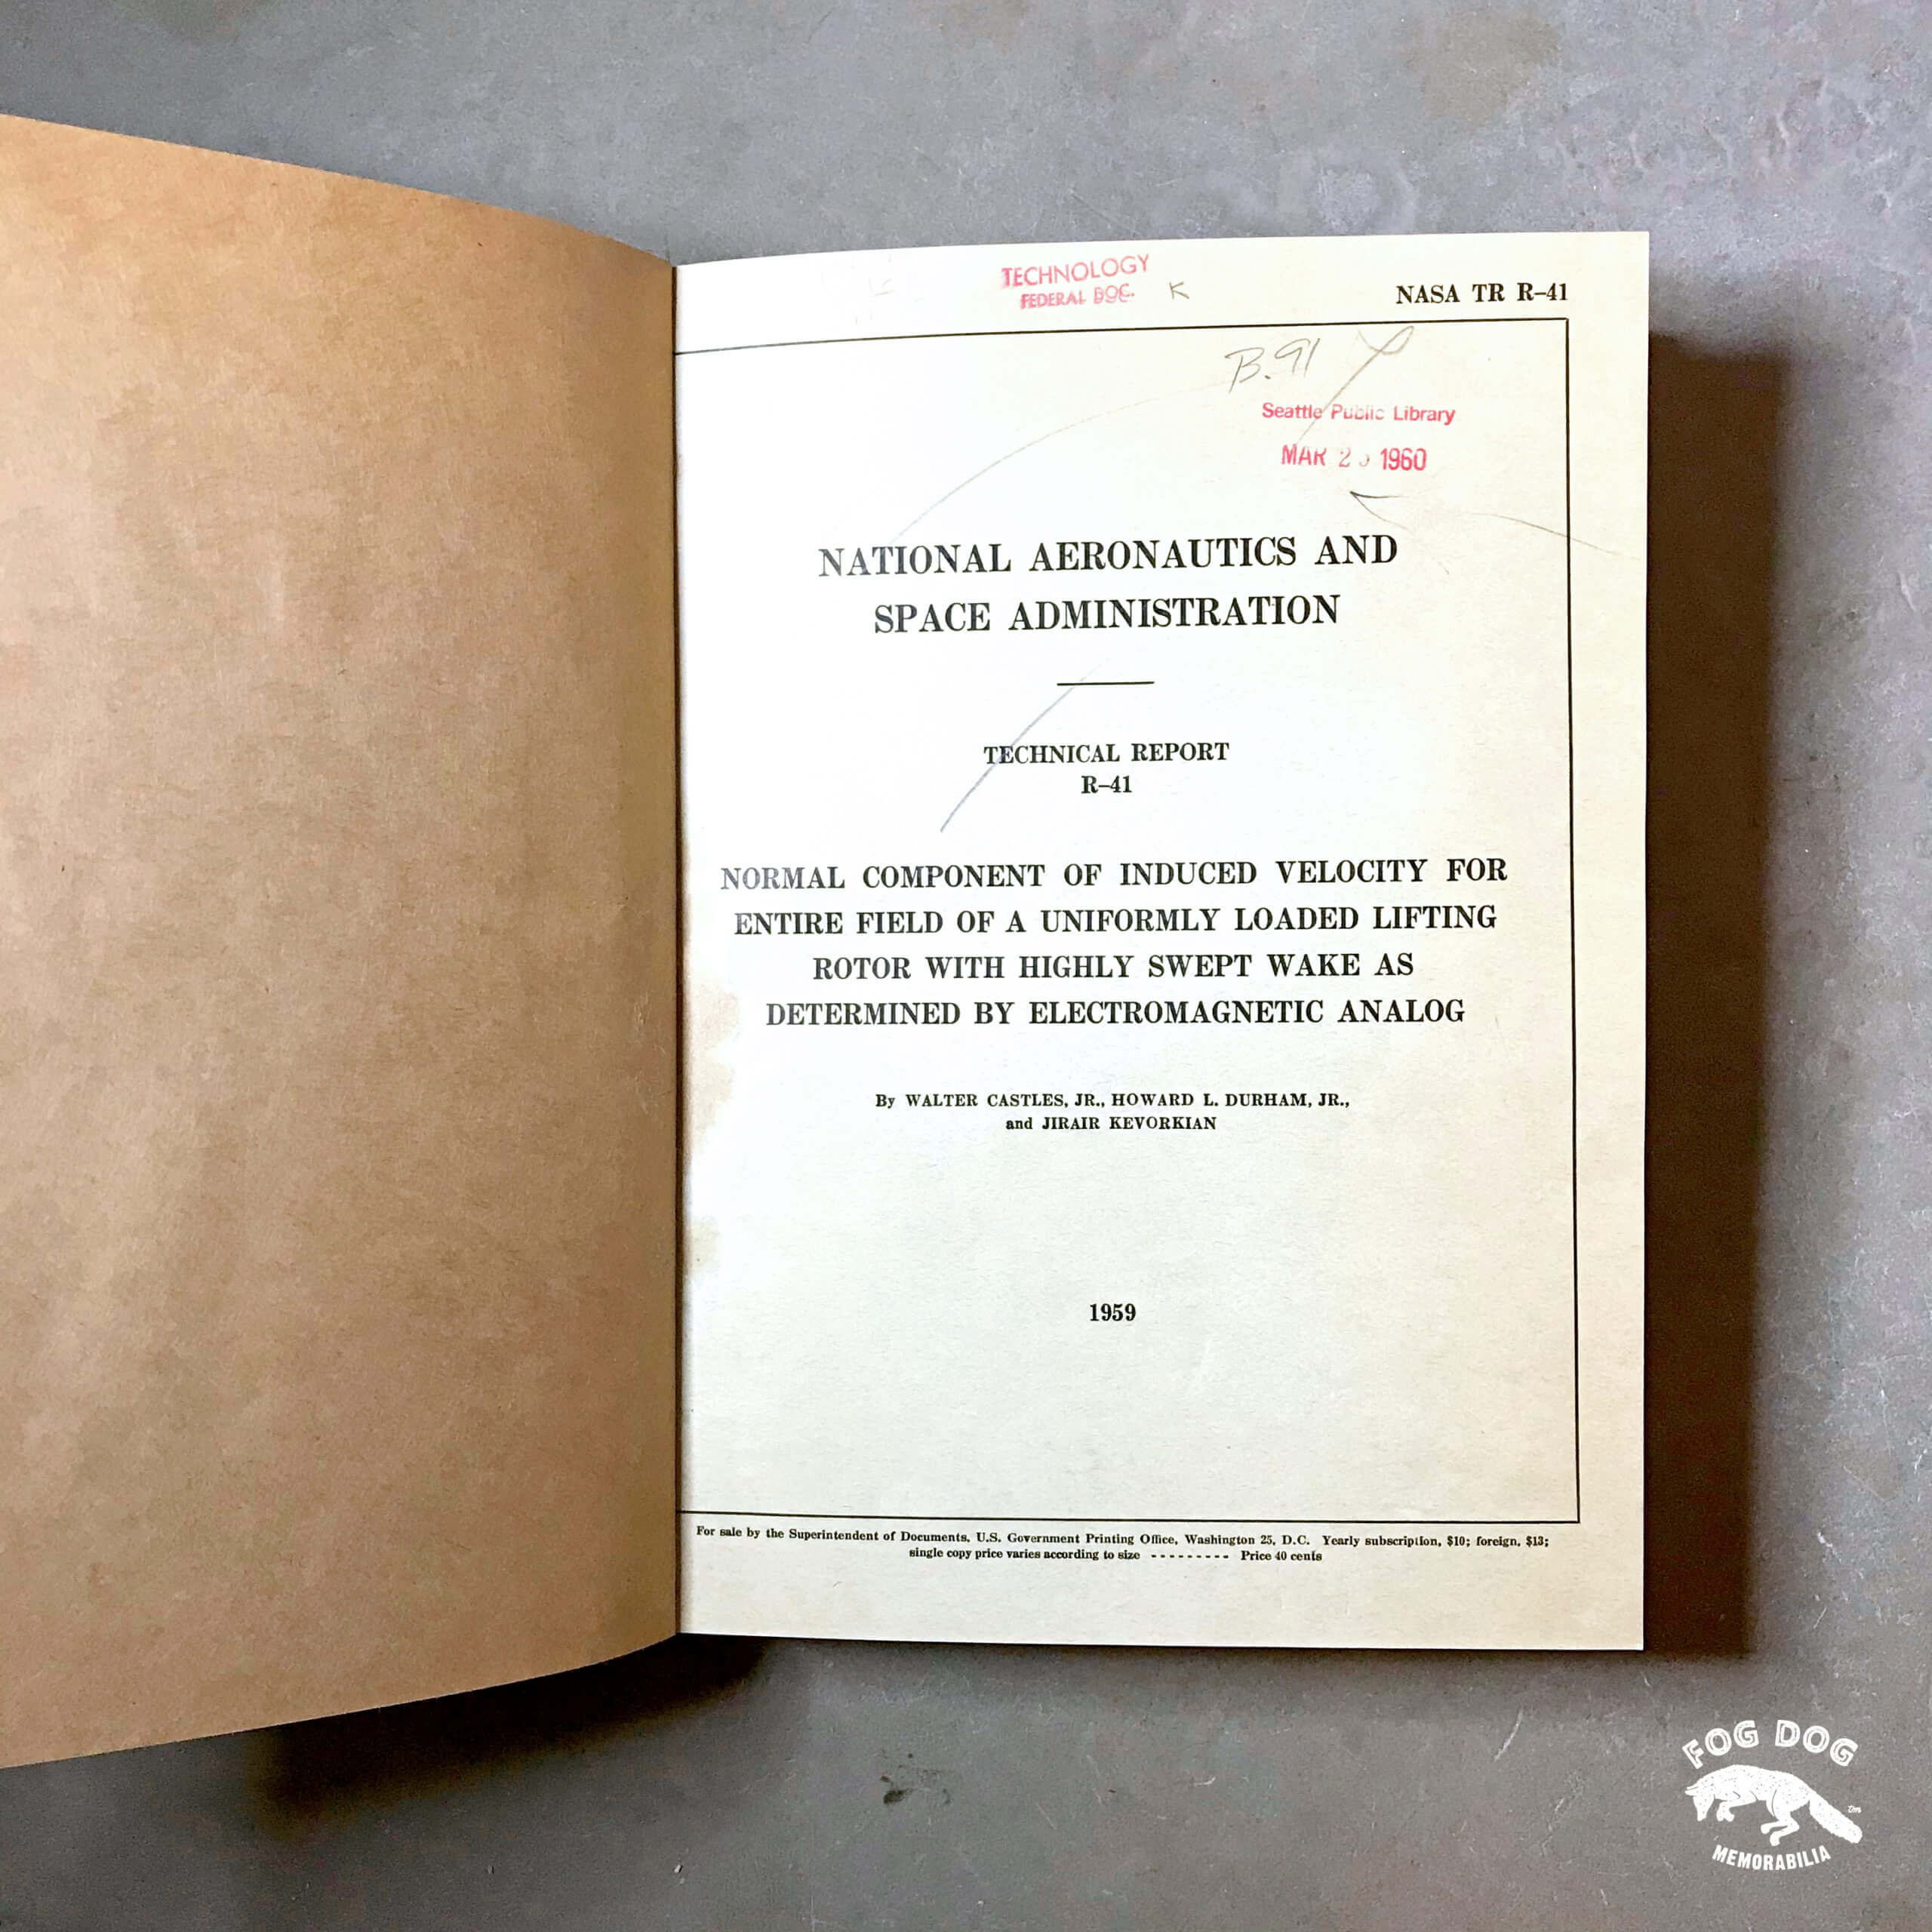 TECHNOLOGY
FEDERAL DOC. K
NASA TR R–41
B.91
Seattle Public Library
MAR 2 1960
NATIONAL AERONAUTICS AND
SPACE ADMINISTRATION
TECHNICAL REPORT
R–41
NORMAL COMPONENT OF INDUCED VELOCITY FOR
ENTIRE FIELD OF A UNIFORMLY LOADED LIFTING
ROTOR WITH HIGHLY SWEPT WAKE AS
DETERMINED BY ELECTROMAGNETIC ANALOG
By WALTER CASTLES, JR., HOWARD L. DURHAM, JR.,
and JIRAIR KEVORKIAN
1959
For sale by the Superintendent of Documents, U.S. Government Printing Office, Washington 25, D.C. Yearly subscription, $10; foreign, $13;
single copy price varies according to size - - - - - - - - - Price 40 cents
FOG DOG
MEMORABILIA